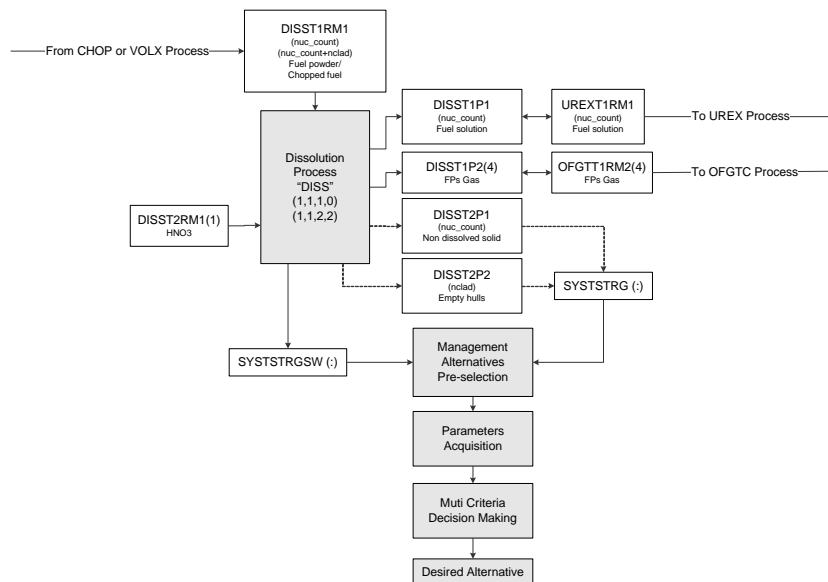 DISST1RM1
(nuc_count)
(nuc_count+nclad)
Fuel powder/
Chopped fuel
From CHOP or VOLX Process
DISST1P1
(nuc_count)
Fuel solution
UREXT1RM1
(nuc_count)
Fuel solution
To UREX Process
Dissolution
Process
“DISS”
(1,1,1,0)
(1,1,2,2)
DISST1P2(4)
FPs Gas
OFGTT1RM2(4)
FPs Gas
To OFGTC Process
DISST2RM1(1)
HNO3
DISST2P1
(nuc_count)
Non dissolved solid
DISST2P2
(nclad)
Empty hulls
SYSTSTRG (:)
SYSTSTRGSW (:)
Management
Alternatives
Pre-selection
Parameters
Acquisition
Muti Criteria
Decision Making
Desired Alternative